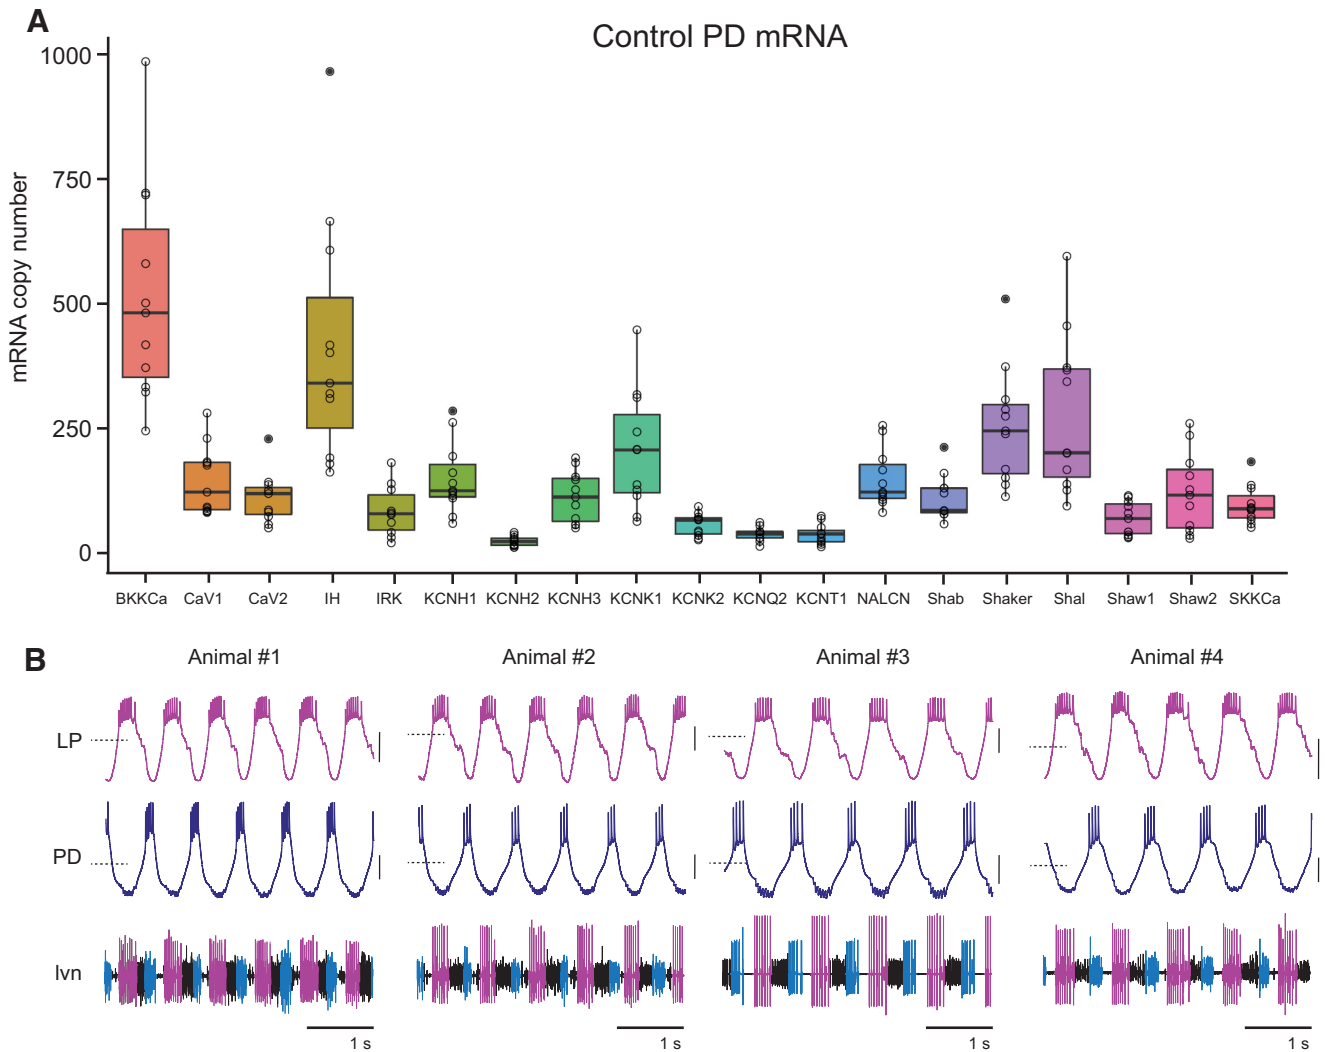 A
Control PD mRNA
mRNA copy number
1000
750
500
250
0
BKKCa CaV1 CaV2 IH IRK KCNH1 KCNH2 KCNH3 KCNK1 KCNK2 KCNQ2 KCNT1 NALCN Shab Shaker Shal Shaw1 Shaw2 SKKCa
B
Animal #1 Animal #2 Animal #3 Animal #4
LP
PD
lvn
1 s 1 s 1 s 1 s